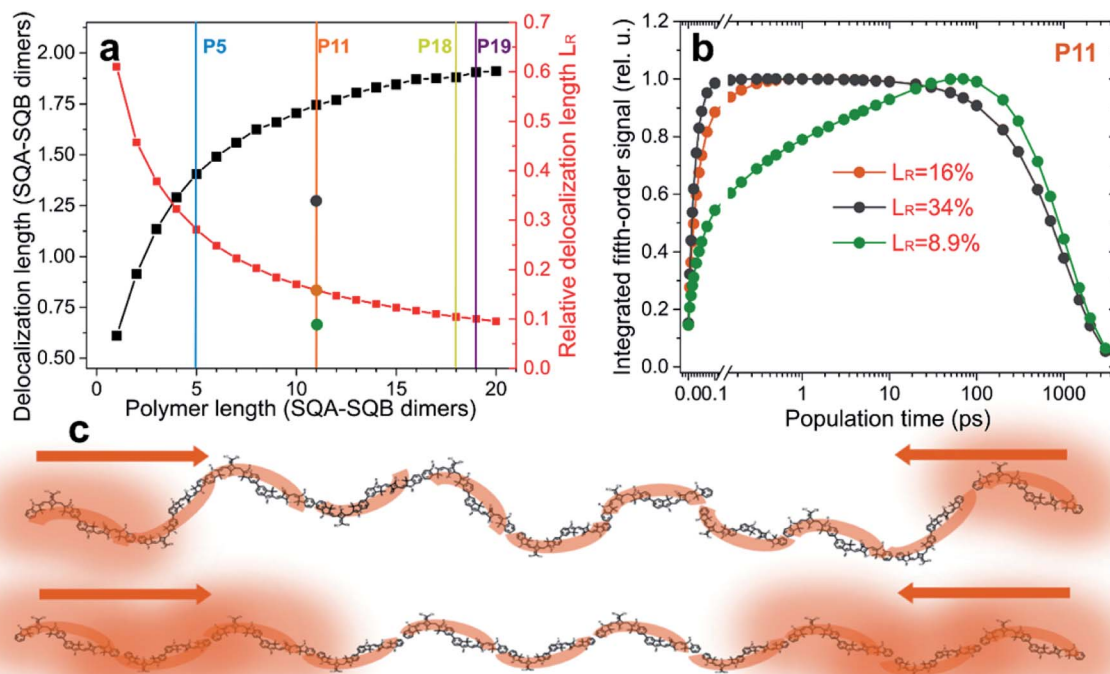 a
P5
P11
P18
P19
Delocalization length (SQA-SQB dimers)
2.00
1.75
1.50
1.25
1.00
0.75
0.50
0 5 10 15 20
Polymer length (SQA-SQB dimers)
0.7
0.6
0.5
0.4
0.3
0.2
0.1
0.0
Relative delocalization length LR
b
P11
Integrated fifth-order signal (rel. u.)
1.2
1.0
0.8
0.6
0.4
0.2
0.0
LR=16%
LR=34%
LR=8.9%
0.00.1 1 10 100 1000
Population time (ps)
c